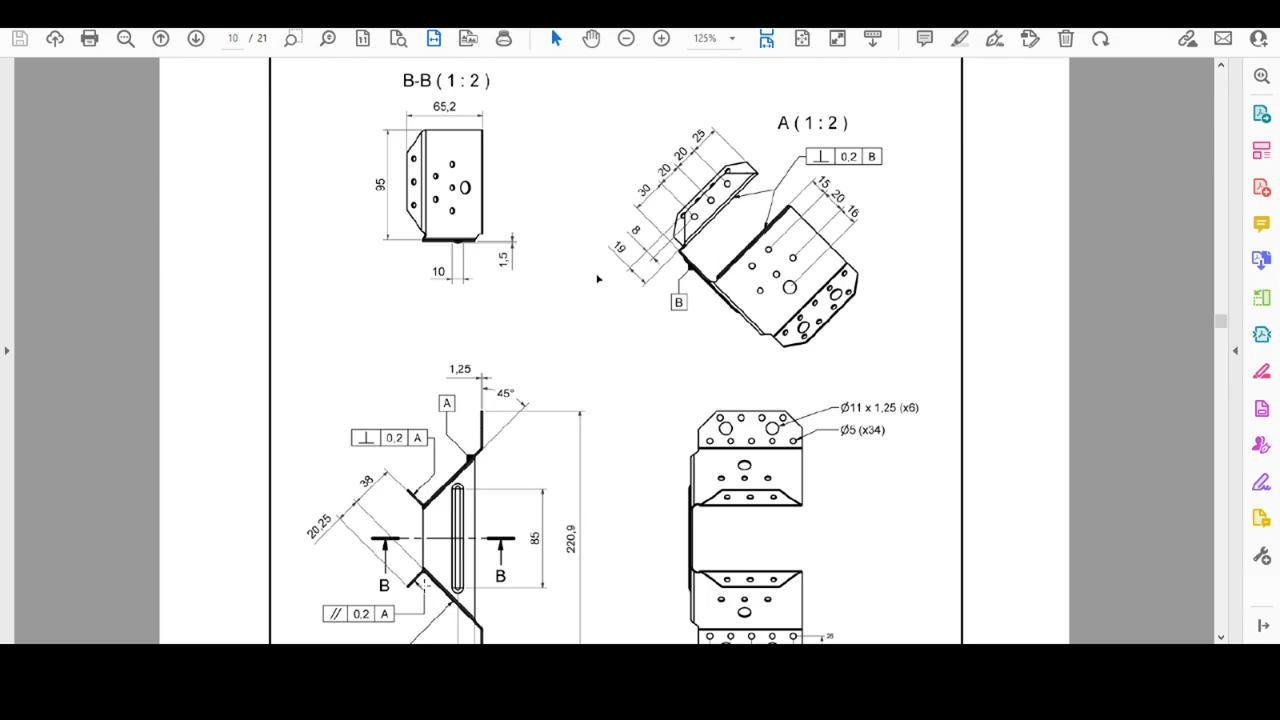 10 / 21
125%
B-B ( 1 : 2 )
65,2
95
10
1,5
A ( 1 : 2 )
⊥ 0,2 B
25
20
20
30
8
19
15
20
16
B
1,25
45°
A
⊥ 0,2 A
38
20,25
B
B
85
220,9
// 0,2 A
Ø11 x 1,25 (x6)
Ø5 (x34)
26